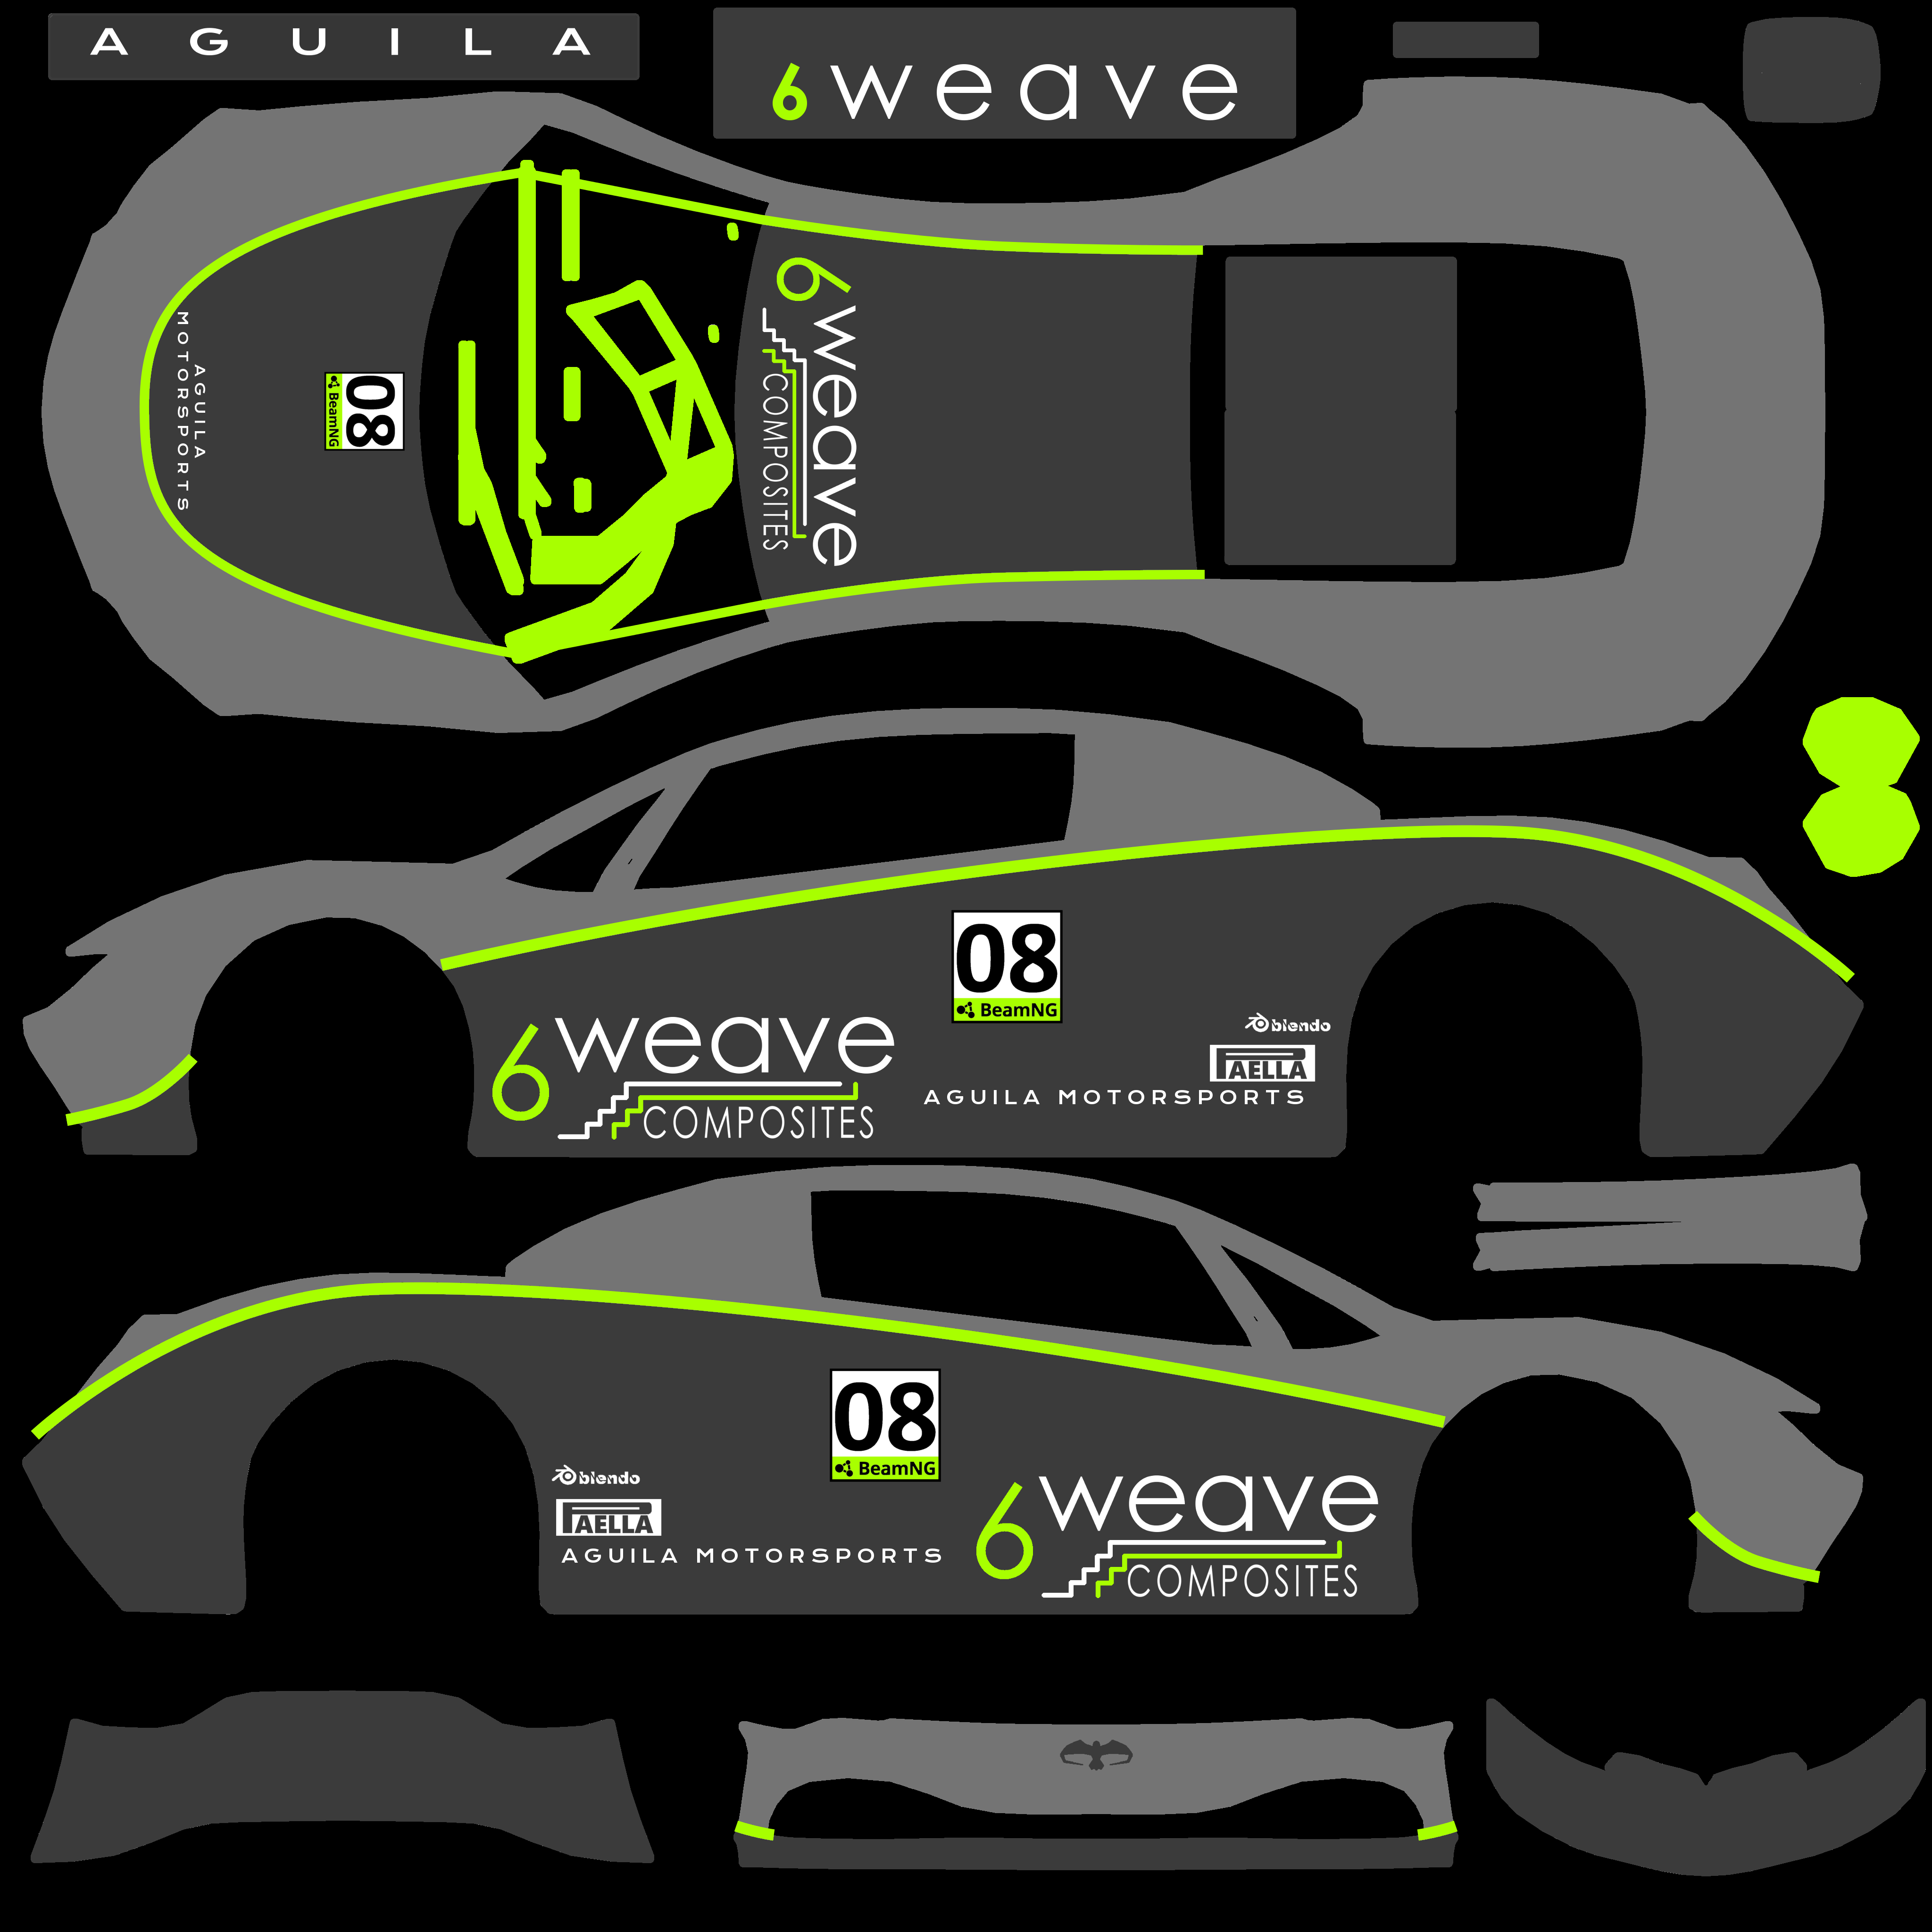 AGUILA
6weave
AGUILA
MOTORSPORTS
08
BeamNG
6weave
COMPOSITES
08
BeamNG
6weave
COMPOSITES
blendo
PAELLA
AGUILA MOTORSPORTS
08
BeamNG
blendo
PAELLA
AGUILA MOTORSPORTS
6weave
COMPOSITES